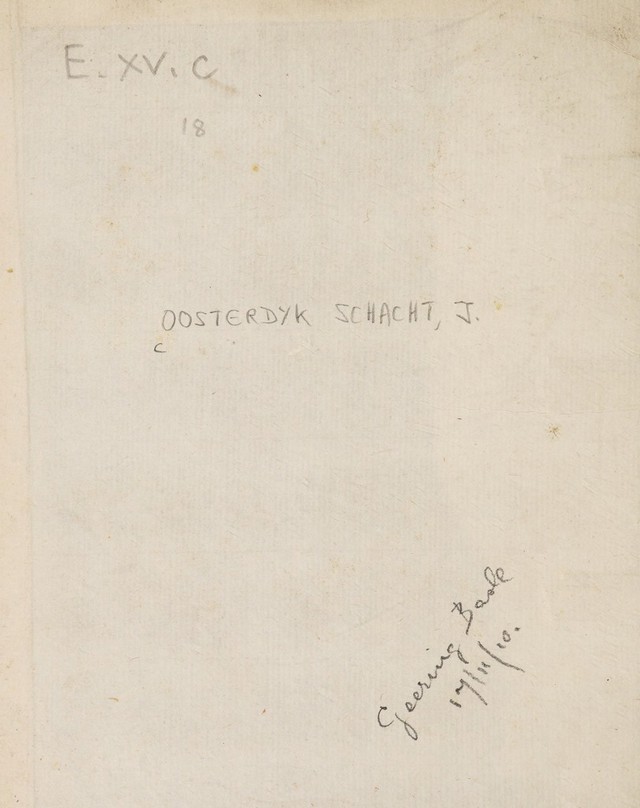 E. XV. C
18
OOSTERDYK SCHACHT, J.
c
Geering Basle
17/11/10.